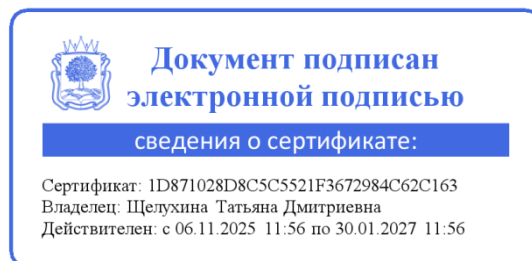 Документ подписан
электронной подписью
сведения о сертификате:
Сертификат: 1D871028D8C5C5521F3672984C62C163
Владелец: Щелухина Татьяна Дмитриевна
Действителен: с 06.11.2025 11:56 по 30.01.2027 11:56